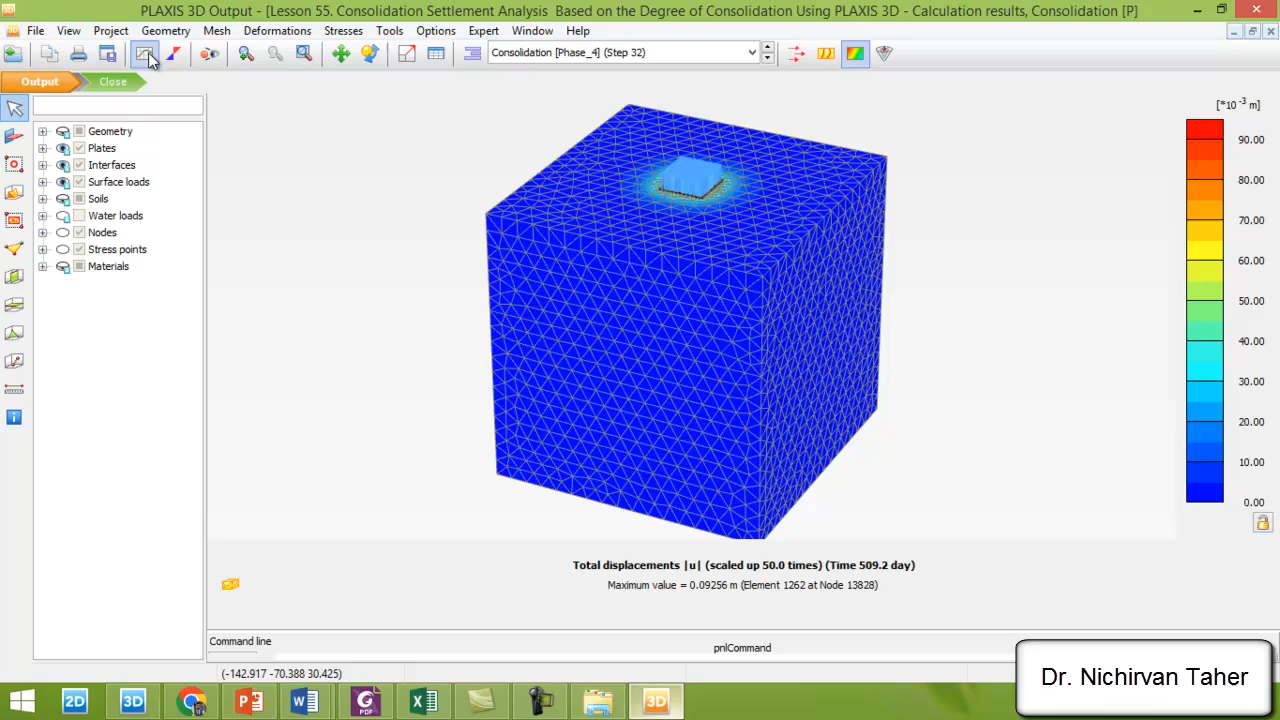 PLAXIS 3D Output - [Lesson 55. Consolidation Settlement Analysis  Based on the Degree of Consolidation Using PLAXIS 3D - Calculation results, Consolidation [P]
File View Project Geometry Mesh Deformations Stresses Tools Options Expert Window Help
Consolidation [Phase_4] (Step 32)
Output Close
[*10 -3 m]
Geometry
Plates
Interfaces
Surface loads
Soils
Water loads
Nodes
Stress points
Materials
90.00
80.00
70.00
60.00
50.00
40.00
30.00
20.00
10.00
0.00
Total displacements |u| (scaled up 50.0 times) (Time 509.2 day)
Maximum value = 0.09256 m (Element 1262 at Node 13828)
Command line
pnlCommand
(-142.917 -70.388 30.425)
Dr. Nichirvan Taher
2D 3D PDF 3D